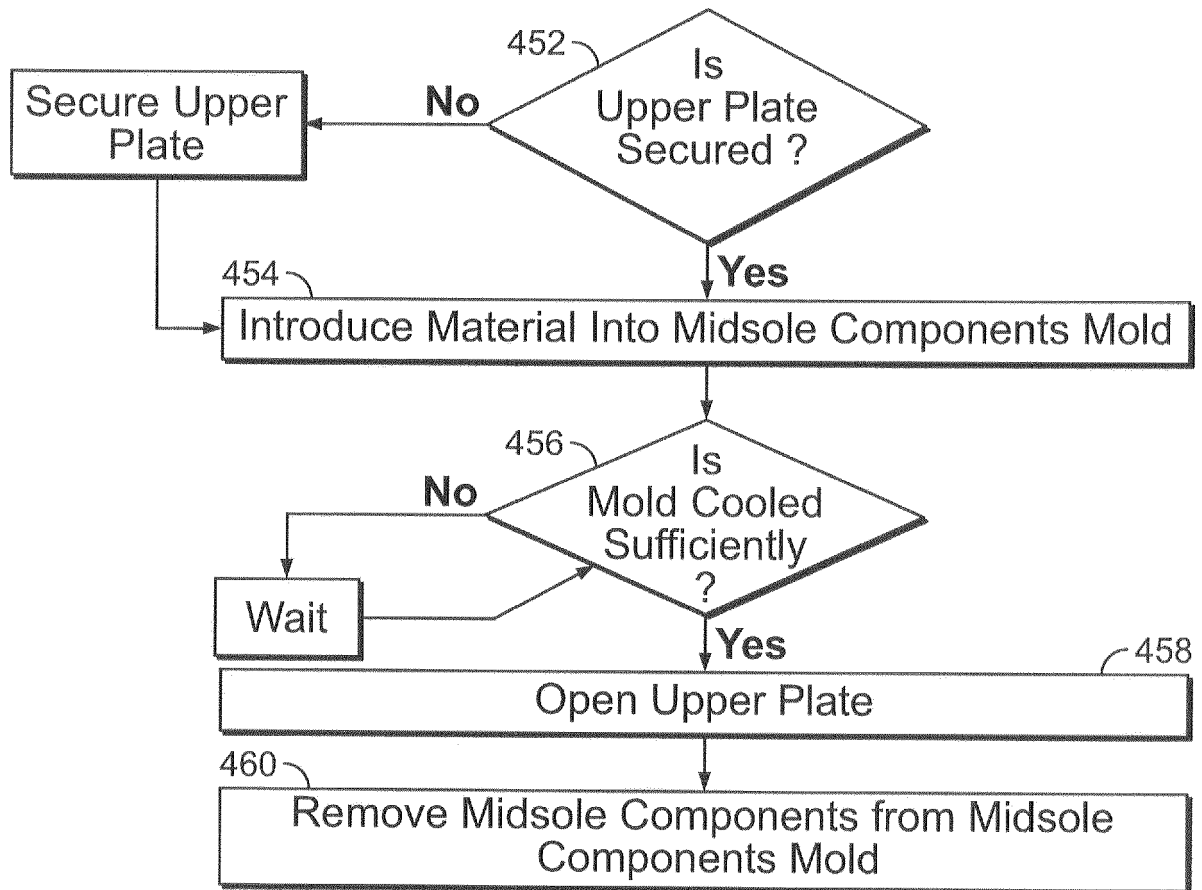 452
Is
Upper Plate
Secured ?
No
Secure Upper
Plate
Yes
454
Introduce Material Into Midsole Components Mold
456
Is
Mold Cooled
Sufficiently
?
No
Wait
Yes
458
Open Upper Plate
460
Remove Midsole Components from Midsole
Components Mold